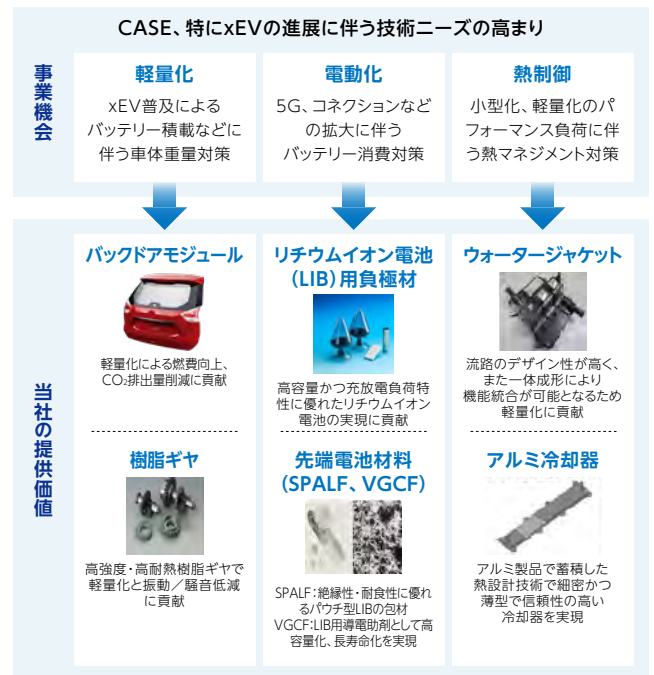 CASE、特にxEVの進展に伴う技術ニーズの高まり
事業機会
軽量化
xEV普及による
バッテリー積載などに
伴う車体重量対策
電動化
5G、コネクションなど
の拡大に伴う
バッテリー消費対策
熱制御
小型化、軽量化のパ
フォーマンス負荷に伴
う熱マネジメント対策
当社の提供価値
バックドアモジュール
軽量化による燃費向上、
CO₂排出量削減に貢献
樹脂ギヤ
高強度・高耐熱樹脂ギヤで
軽量化と振動／騒音低減
に貢献
リチウムイオン電池
(LIB)用負極材
高容量かつ充放電負荷特
性に優れたリチウムイオン
電池の実現に貢献
先端電池材料
(SPALF、VGCF)
SPALF：絶縁性・耐食性に優れ
るパウチ型LIBの包材
VGCF：LIB用導電助剤として高
容量化、長寿命化を実現
ウォータージャケット
流路のデザイン性が高く、
また一体成形により
機能統合が可能となるため
軽量化に貢献
アルミ冷却器
アルミ製品で蓄積した
熱設計技術で細密かつ
薄型で信頼性の高い
冷却器を実現